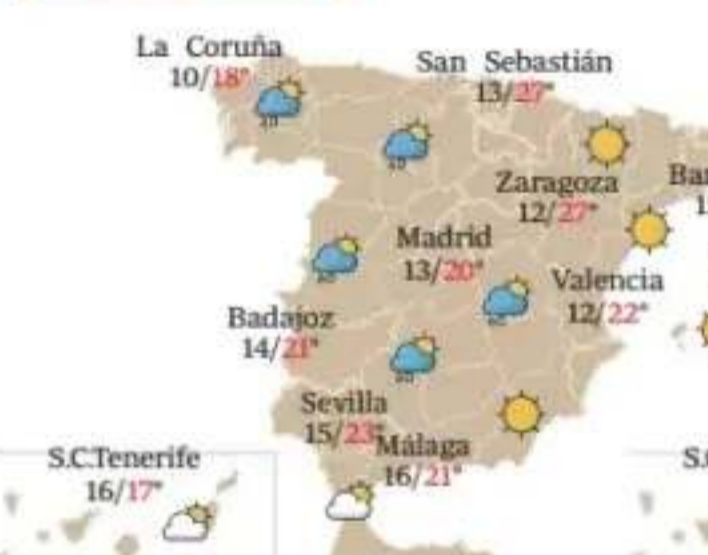 La Coruña
10/18°
San Sebastián
13/27°
Zaragoza
12/27°
Madrid
13/20°
Valencia
12/22°
Badajoz
14/21°
Sevilla
15/23°
Málaga
16/21°
S.C.Tenerife
16/17°